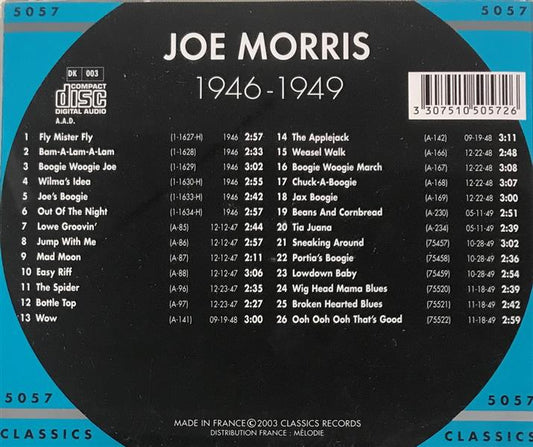 5057 5057
JOE MORRIS
1946-1949
DK 003
COMPACT
disc
DIGITAL AUDIO
A.A.D.
3 307510 505726
1 Fly Mister Fly (1-1627-H) 1946 2:57
2 Bam-A-Lam-A-Lam (1-1628) 1946 2:33
3 Boogie Woogie Joe (1-1629) 1946 3:02
4 Wilma's Idea (1-1630-H) 1946 2:55
5 Joe's Boogie (1-1633-H) 1946 2:42
6 Out Of The Night (1-1634-H) 1946 2:57
7 Lowe Groovin' (A-85) 12-12-47 2:44
8 Jump With Me (A-86) 12-12-47 2:57
9 Mad Moon (A-87) 12-12-47 2:11
10 Easy Riff (A-88) 12-12-47 3:06
11 The Spider (A-96) 12-23-47 2:35
12 Bottle Top (A-97) 12-23-47 2:27
13 Wow (A-141) 09-19-48 3:00
14 The Applejack (A-142) 09-19-48 3:11
15 Weasel Walk (A-166) 12-22-48 2:48
16 Boogie Woogie March (A-167) 12-22-48 3:08
17 Chuck-A-Boogie (A-168) 12-22-48 3:07
18 Jax Boogie (A-169) 12-22-48 3:00
19 Beans And Cornbread (A-230) 05-11-49 2:51
20 Tia Juana (A-234) 05-11-49 2:39
21 Sneaking Around (75457) 10-28-49 3:02
22 Portia's Boogie (75458) 10-28-49 2:36
23 Lowdown Baby (75459) 10-28-49 2:54
24 Wig Head Mama Blues (75520) 11-18-49 2:39
25 Broken Hearted Blues (75521) 11-18-49 2:42
26 Ooh Ooh Ooh That's Good (75522) 11-18-49 2:59
5057 5057
CLASSICS CLASSICS
MADE IN FRANCE©2003 CLASSICS RECORDS
DISTRIBUTION FRANCE : MÉLODIE